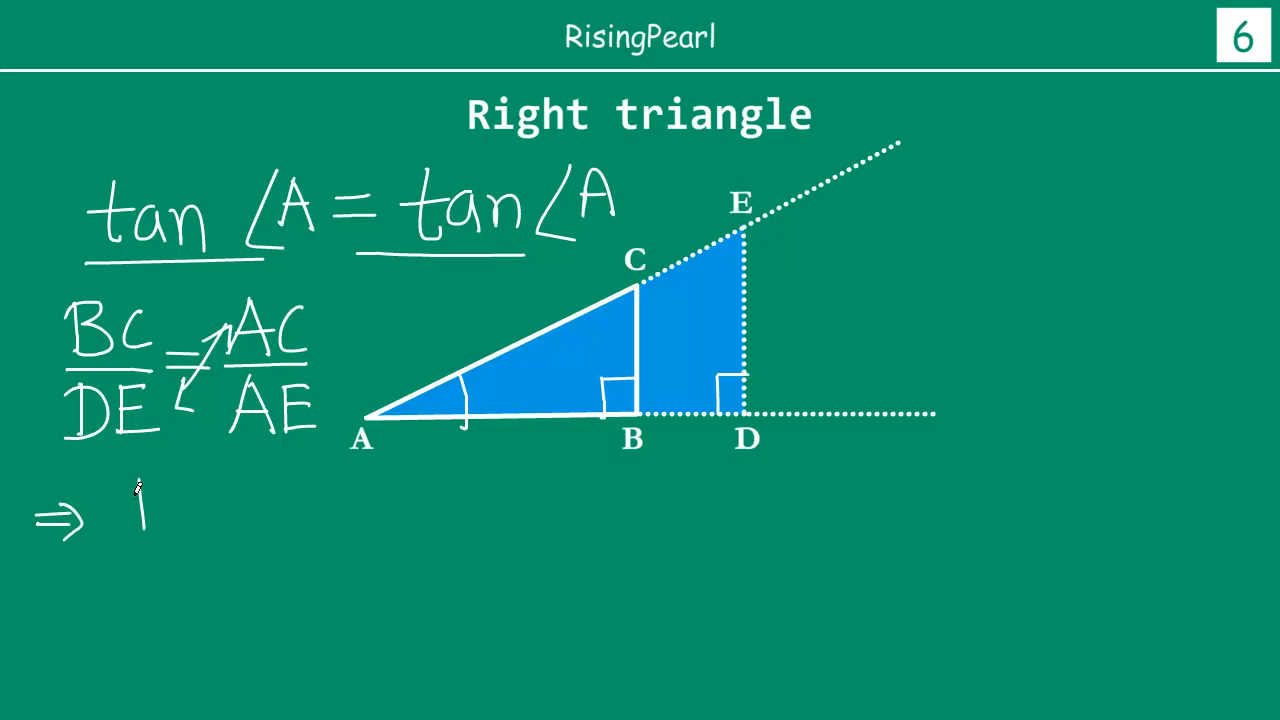 RisingPearl
6
Right triangle
tan ∠A = tan ∠A
BC/DE = AC/AE
⇒
E
C
A
B
D